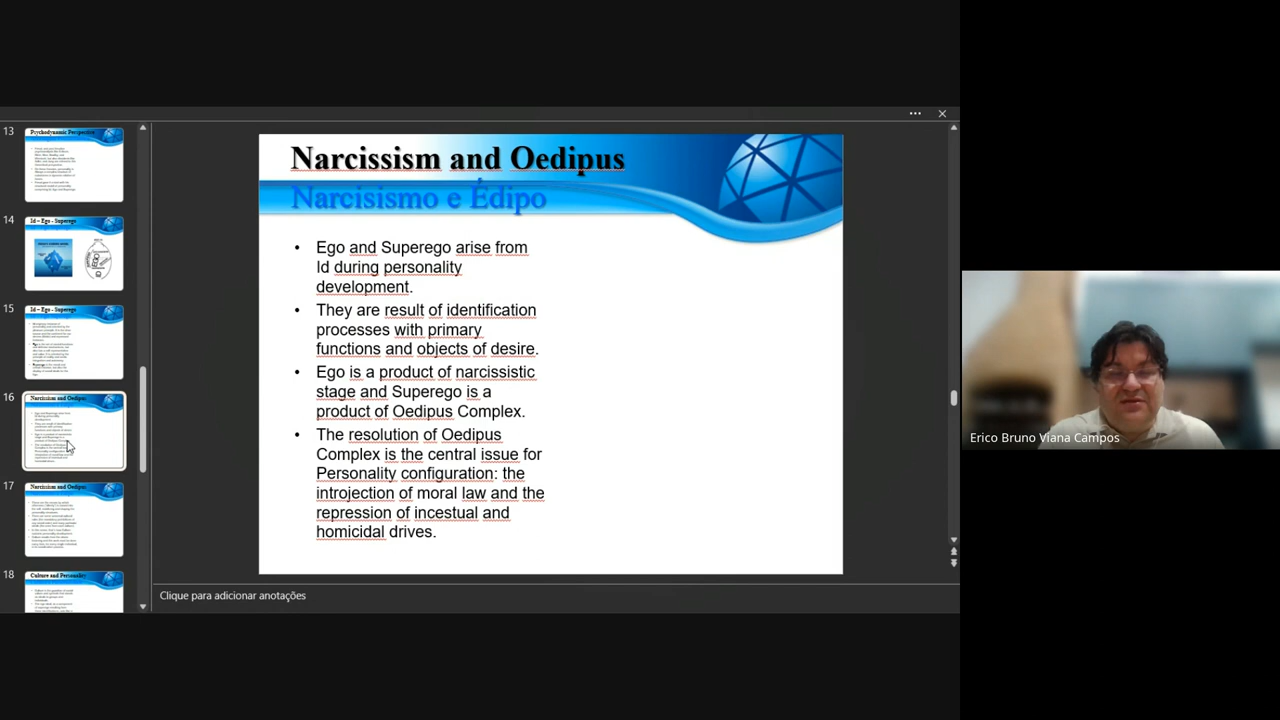 13
Psychodynamic Perspective
14
Id – Ego - Superego
15
Id – Ego - Superego
16
Narcissism and Oedipus
17
Narcissism and Oedipus
18
Culture and Personality
Narcissism and Oedipus
Narcisismo e Édipo
• Ego and Superego arise from
Id during personality
development.
• They are result of identification
processes with primary
functions and objects of desire.
• Ego is a product of narcissistic
stage and Superego is a
product of Oedipus Complex.
• The resolution of Oedipus
Complex is the central issue for
Personality configuration: the
introjection of moral law and the
repression of incestual and
homicidal drives.
Clique para adicionar anotações
Erico Bruno Viana Campos